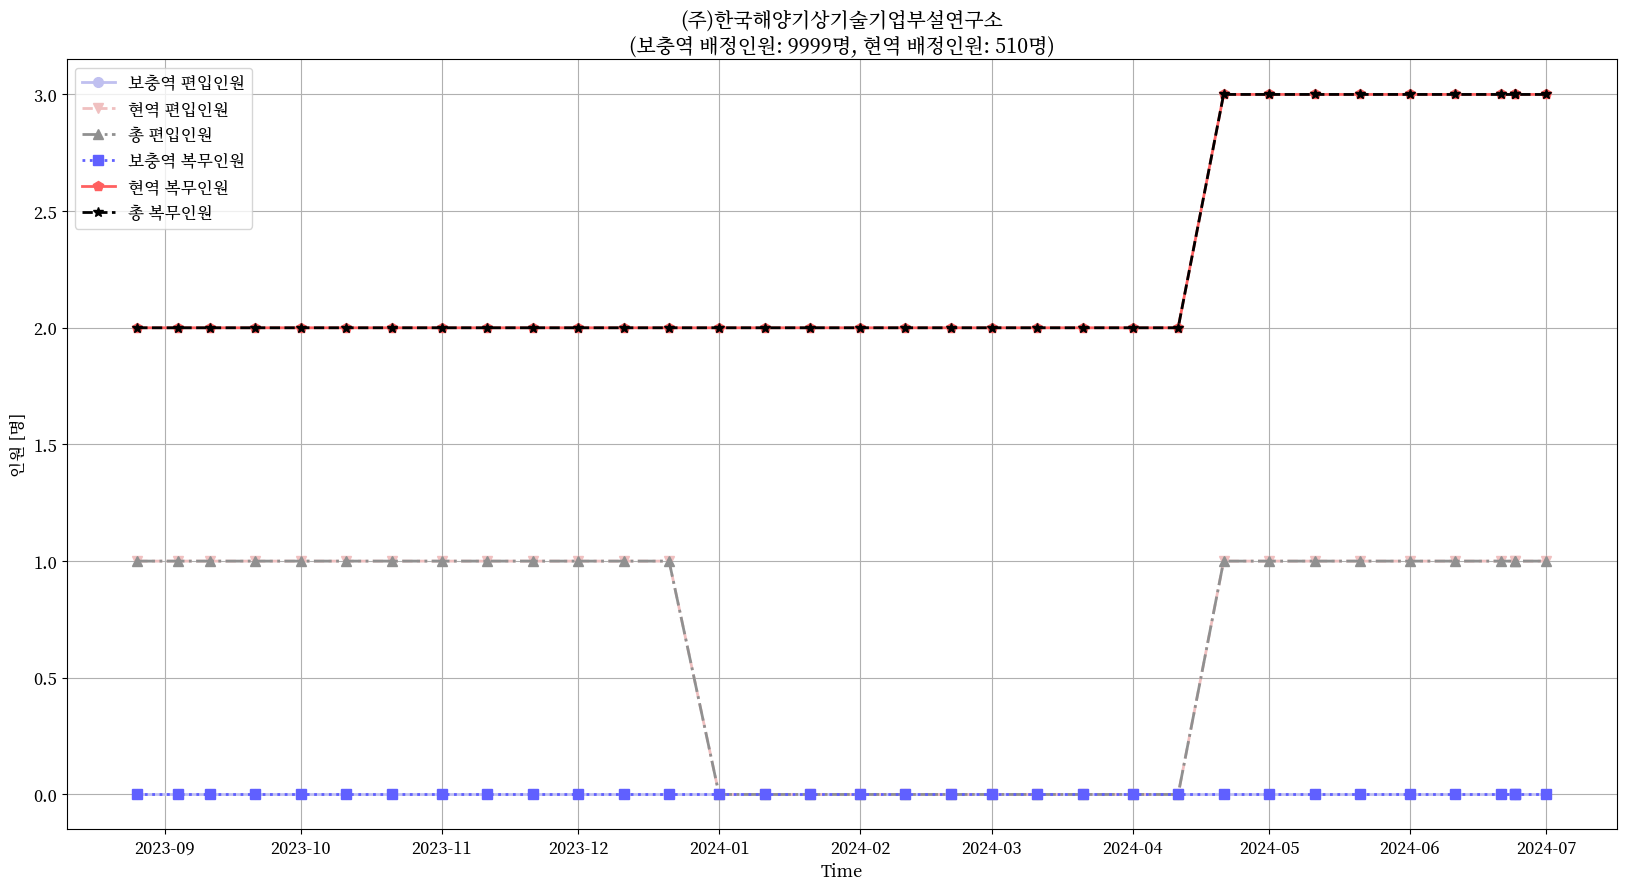 (주)한국해양기상기술기업부설연구소
(보충역 배정인원: 9999명, 현역 배정인원: 510명)
보충역 편입인원
현역 편입인원
총 편입인원
보충역 복무인원
현역 복무인원
총 복무인원
3.0
2.5
2.0
1.5
1.0
0.5
0.0
인원 [명]
2023-09 2023-10 2023-11 2023-12 2024-01 2024-02 2024-03 2024-04 2024-05 2024-06 2024-07
Time